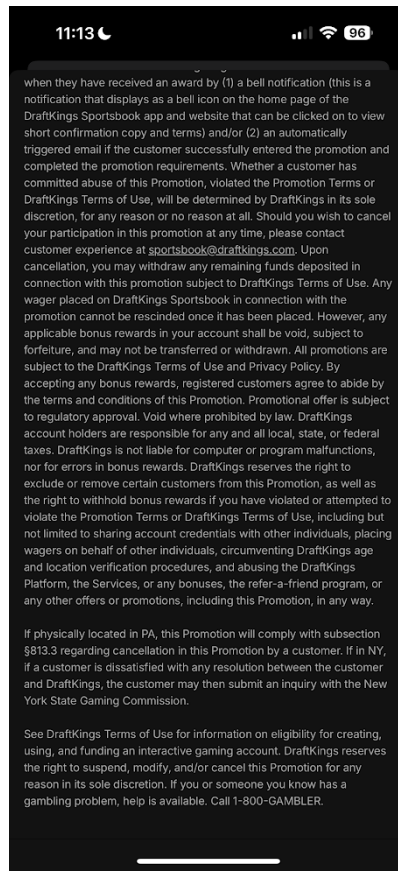 11:13
96
when they have received an award by (1) a bell notification (this is a
notification that displays as a bell icon on the home page of the
DraftKings Sportsbook app and website that can be clicked on to view
short confirmation copy and terms) and/or (2) an automatically
triggered email if the customer successfully entered the promotion and
completed the promotion requirements. Whether a customer has
committed abuse of this Promotion, violated the Promotion Terms or
DraftKings Terms of Use, will be determined by DraftKings in its sole
discretion, for any reason or no reason at all. Should you wish to cancel
your participation in this promotion at any time, please contact
customer experience at sportsbook@draftkings.com. Upon
cancellation, you may withdraw any remaining funds deposited in
connection with this promotion subject to DraftKings Terms of Use. Any
wager placed on DraftKings Sportsbook in connection with the
promotion cannot be rescinded once it has been placed. However, any
applicable bonus rewards in your account shall be void, subject to
forfeiture, and may not be transferred or withdrawn. All promotions are
subject to the DraftKings Terms of Use and Privacy Policy. By
accepting any bonus rewards, registered customers agree to abide by
the terms and conditions of this Promotion. Promotional offer is subject
to regulatory approval. Void where prohibited by law. DraftKings
account holders are responsible for any and all local, state, or federal
taxes. DraftKings is not liable for computer or program malfunctions,
nor for errors in bonus rewards. DraftKings reserves the right to
exclude or remove certain customers from this Promotion, as well as
the right to withhold bonus rewards if you have violated or attempted to
violate the Promotion Terms or DraftKings Terms of Use, including but
not limited to sharing account credentials with other individuals, placing
wagers on behalf of other individuals, circumventing DraftKings age
and location verification procedures, and abusing the DraftKings
Platform, the Services, or any bonuses, the refer-a-friend program, or
any other offers or promotions, including this Promotion, in any way.
If physically located in PA, this Promotion will comply with subsection
§813.3 regarding cancellation in this Promotion by a customer. If in NY,
if a customer is dissatisfied with any resolution between the customer
and DraftKings, the customer may then submit an inquiry with the New
York State Gaming Commission.
See DraftKings Terms of Use for information on eligibility for creating,
using, and funding an interactive gaming account. DraftKings reserves
the right to suspend, modify, and/or cancel this Promotion for any
reason in its sole discretion. If you or someone you know has a
gambling problem, help is available. Call 1-800-GAMBLER.